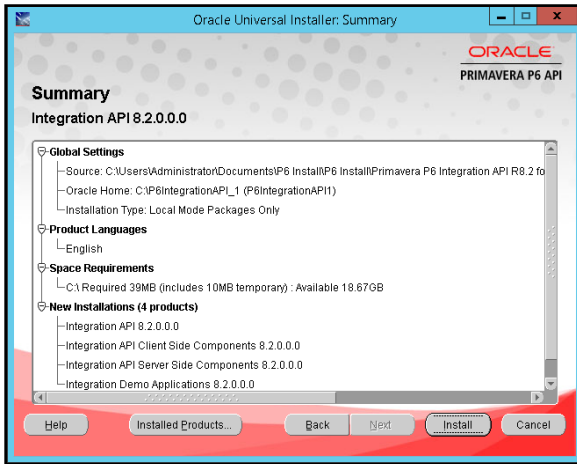 Oracle Universal Installer: Summary
ORACLE
PRIMAVERA P6 API
Summary
Integration API 8.2.0.0.0
Global Settings
Source: C:\Users\Administrator\Documents\P6 Install\P6 Install\Primavera P6 Integration API R8.2 fo
Oracle Home: C:\P6IntegrationAPI_1 (P6IntegrationAPI1)
Installation Type: Local Mode Packages Only
Product Languages
English
Space Requirements
C:\ Required 39MB (includes 10MB temporary) : Available 18.67GB
New Installations (4 products)
Integration API 8.2.0.0.0
Integration API Client Side Components 8.2.0.0.0
Integration API Server Side Components 8.2.0.0.0
Integration Demo Applications 8.2.0.0.0
Help Installed Products... Back Next Install Cancel